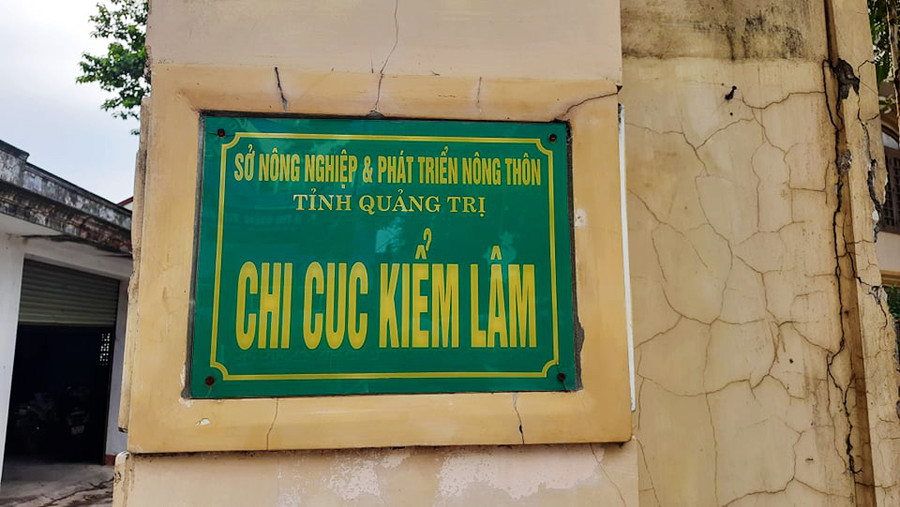 SỞ NÔNG NGHIỆP & PHÁT TRIỂN NÔNG THÔN
TỈNH QUẢNG TRỊ
CHI CUC KIỂM LÂM